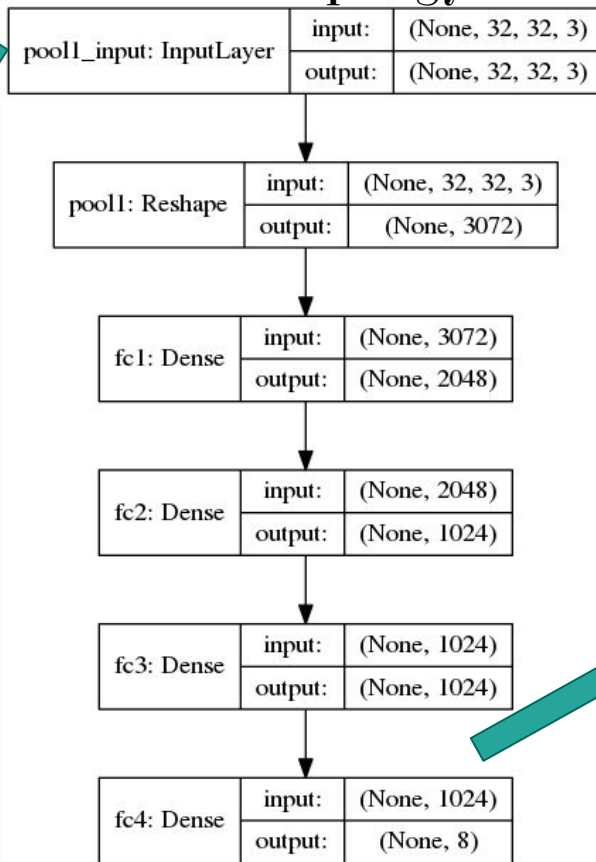 pool1_input: InputLayer
input: (None, 32, 32, 3)
output: (None, 32, 32, 3)
pool1: Reshape
input: (None, 32, 32, 3)
output: (None, 3072)
fc1: Dense
input: (None, 3072)
output: (None, 2048)
fc2: Dense
input: (None, 2048)
output: (None, 1024)
fc3: Dense
input: (None, 1024)
output: (None, 1024)
fc4: Dense
input: (None, 1024)
output: (None, 8)